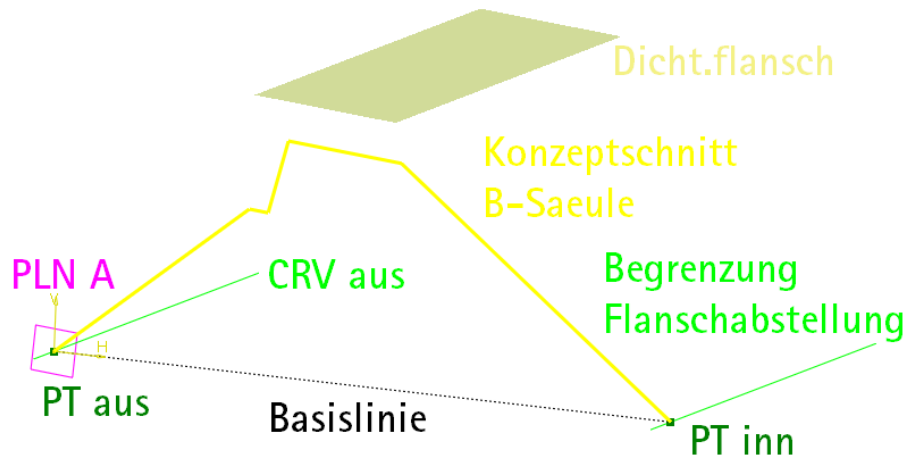 Dicht.flansch
Konzeptschnitt
B-Saeule
PLN A
CRV aus
Begrenzung
Flanschabstellung
V
H
PT aus
Basislinie
PT inn